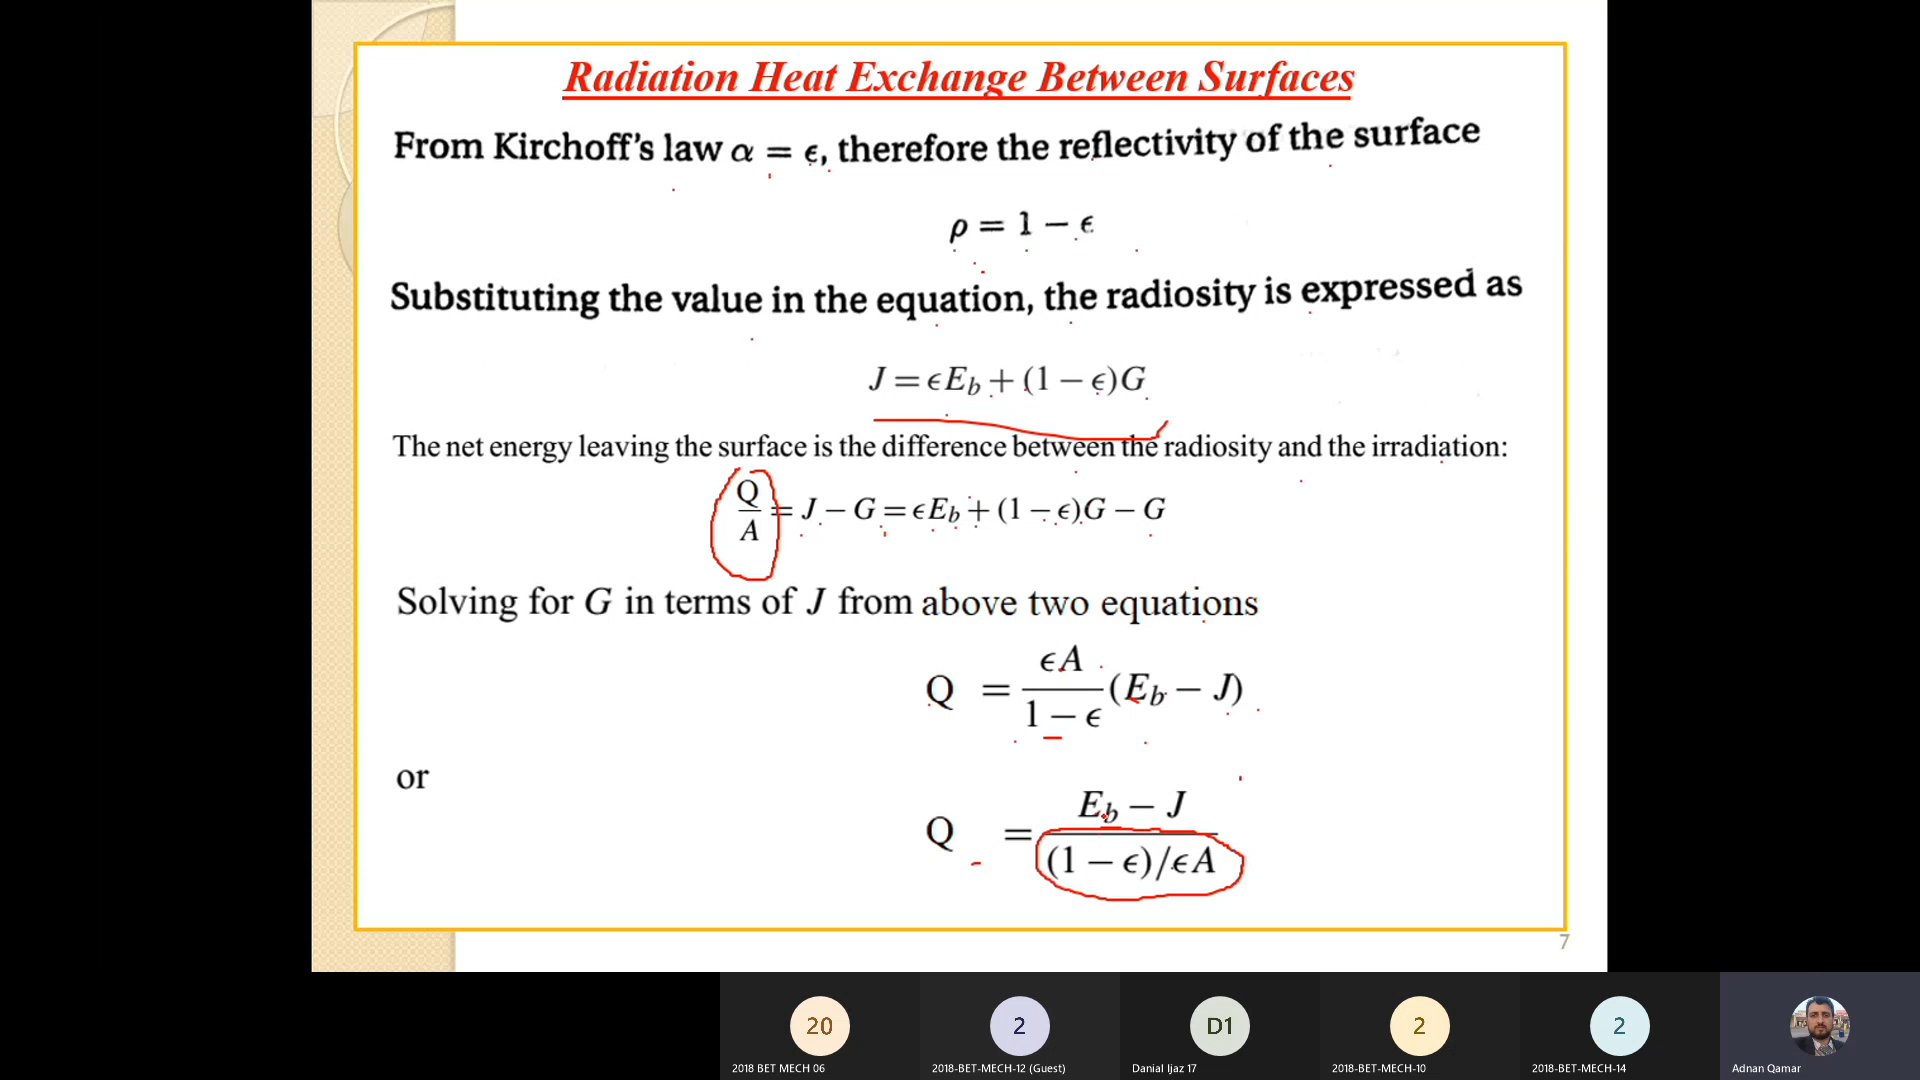 Radiation Heat Exchange Between Surfaces
From Kirchoff's law α = ϵ, therefore the reflectivity of the surface
ρ = 1 − ϵ
Substituting the value in the equation, the radiosity is expressed as
J = ϵE_b + (1 − ϵ)G
The net energy leaving the surface is the difference between the radiosity and the irradiation:
Q/A = J − G = ϵE_b + (1 − ϵ)G − G
Solving for G in terms of J from above two equations
Q = ϵA/(1 − ϵ) (E_b − J)
or
Q = (E_b − J)/((1 − ϵ)/ϵA)
7
20
2
D1
2
2
2018 BET MECH 06
2018-BET-MECH-12 (Guest)
Danial Ijaz 17
2018-BET-MECH-10
2018-BET-MECH-14
Adnan Qamar